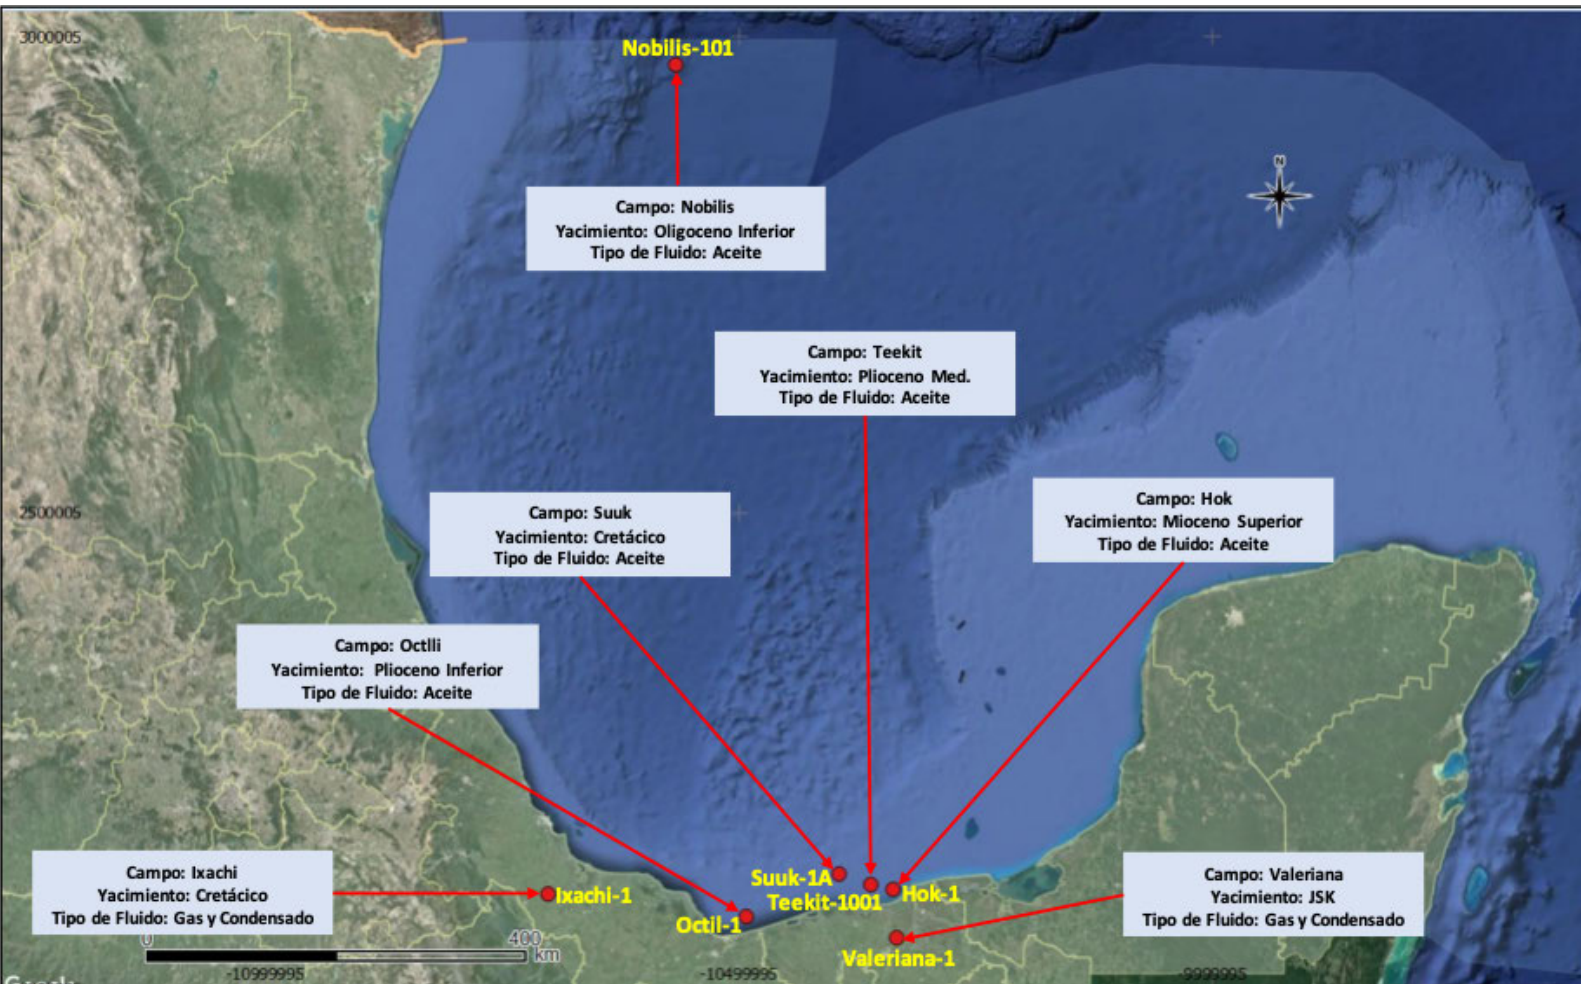 3000005
Nobilis-101
N
Campo: Nobilis
Yacimiento: Oligoceno Inferior
Tipo de Fluido: Aceite
Campo: Teekit
Yacimiento: Plioceno Med.
Tipo de Fluido: Aceite
2500005
Campo: Suuk
Yacimiento: Cretácico
Tipo de Fluido: Aceite
Campo: Hok
Yacimiento: Mioceno Superior
Tipo de Fluido: Aceite
Campo: Octlli
Yacimiento: Plioceno Inferior
Tipo de Fluido: Aceite
Campo: Ixachi
Yacimiento: Cretácico
Tipo de Fluido: Gas y Condensado
Ixachi-1
Octil-1
Suuk-1A
Teekit-1001
Hok-1
Valeriana-1
Campo: Valeriana
Yacimiento: JSK
Tipo de Fluido: Gas y Condensado
0
400
km
-10999995
-10499995
-9999995